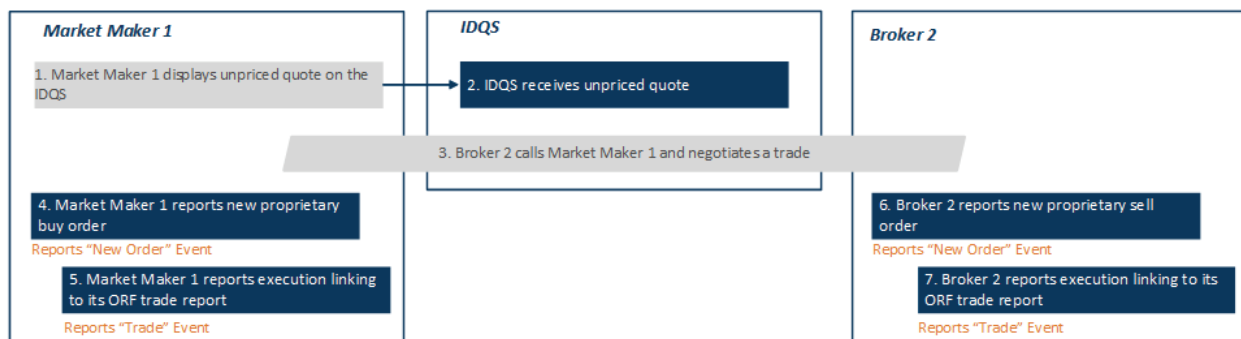 Market Maker 1
IDQS
Broker 2
1. Market Maker 1 displays unpriced quote on the
IDQS
2. IDQS receives unpriced quote
3. Broker 2 calls Market Maker 1 and negotiates a trade
4. Market Maker 1 reports new proprietary
buy order
Reports “New Order” Event
5. Market Maker 1 reports execution linking
to its ORF trade report
Reports “Trade” Event
6. Broker 2 reports new proprietary sell
order
Reports “New Order” Event
7. Broker 2 reports execution linking to its
ORF trade report
Reports “Trade” Event